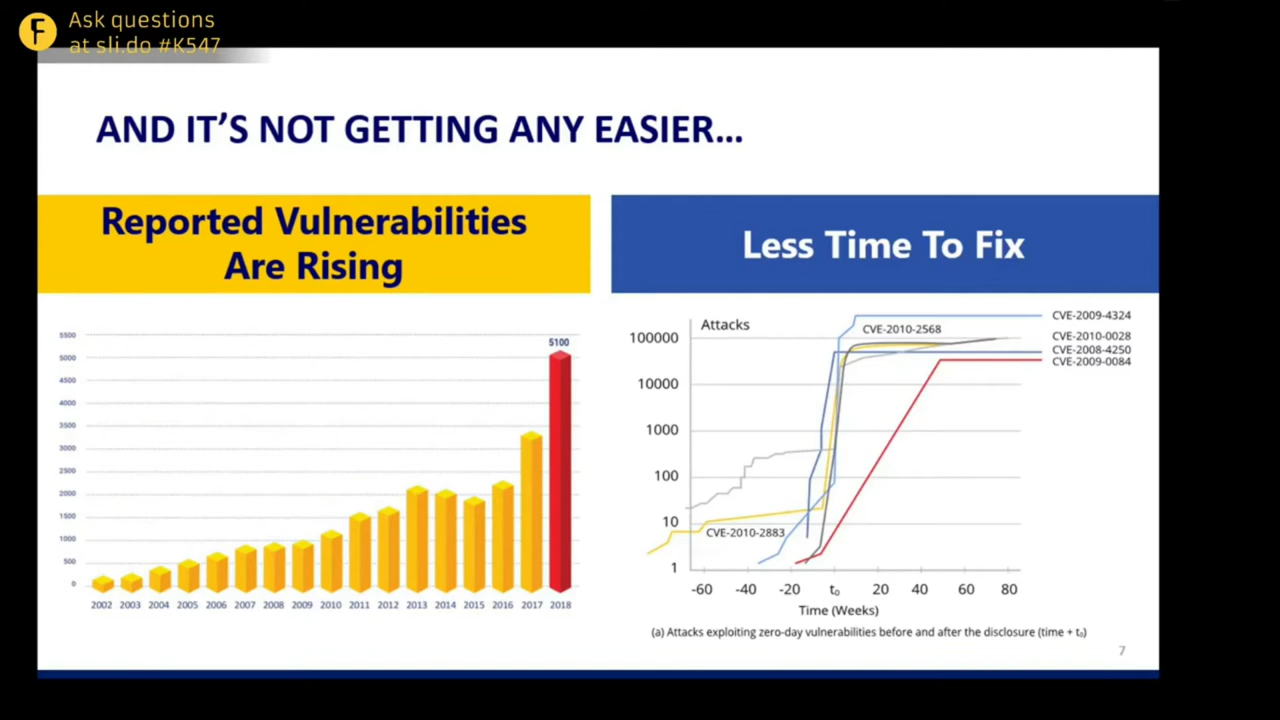 F
Ask questions
at sli.do #K547
AND IT'S NOT GETTING ANY EASIER...
Reported Vulnerabilities
Are Rising
Less Time To Fix
5500
5000
4500
4000
3500
3000
2500
2000
1500
1000
500
0
5100
2002 2003 2004 2005 2006 2007 2008 2009 2010 2011 2012 2013 2014 2015 2016 2017 2018
Attacks
100000
10000
1000
100
10
1
CVE-2010-2568
CVE-2009-4324
CVE-2010-0028
CVE-2008-4250
CVE-2009-0084
CVE-2010-2883
-60 -40 -20 t₀ 20 40 60 80
Time (Weeks)
(a) Attacks exploiting zero-day vulnerabilities before and after the disclosure (time + t₀)
7